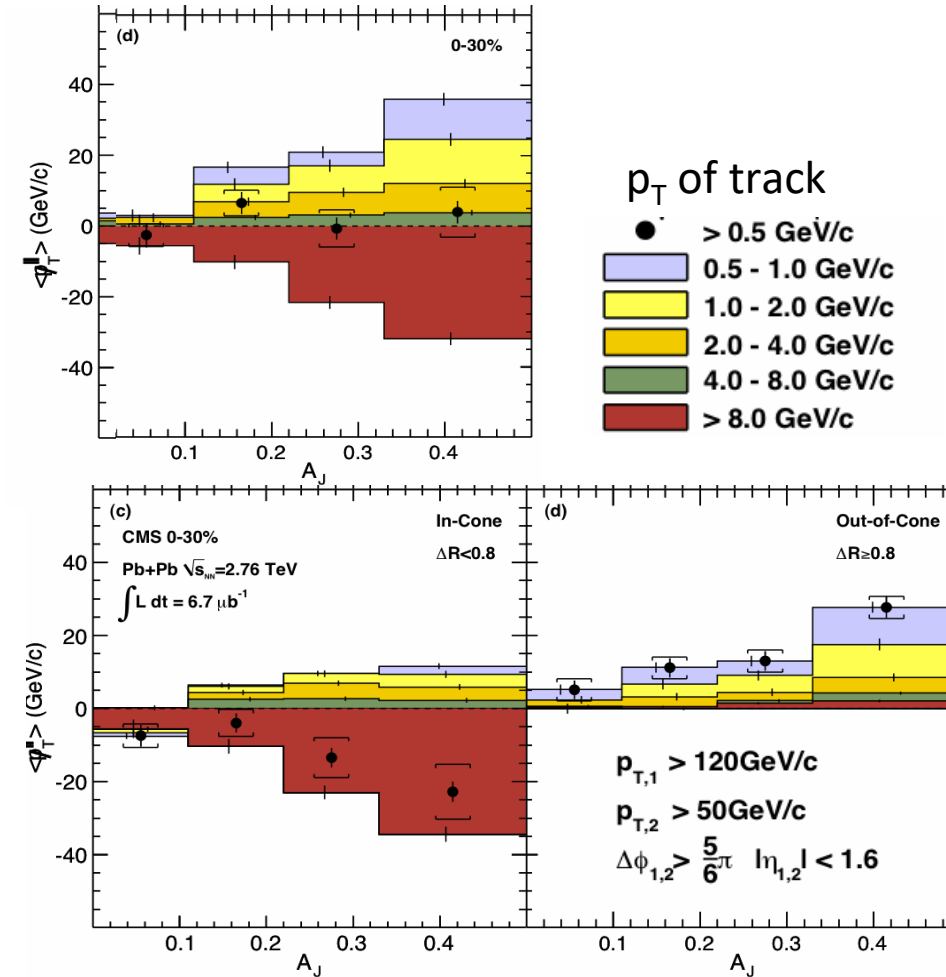 (d)
0-30%
40
20
0
-20
-40
<p̸_T^∥> (GeV/c)
0.1 0.2 0.3 0.4
A_J
p_T of track
> 0.5 GeV/c
0.5 - 1.0 GeV/c
1.0 - 2.0 GeV/c
2.0 - 4.0 GeV/c
4.0 - 8.0 GeV/c
> 8.0 GeV/c
(c)
In-Cone
CMS 0-30%
ΔR<0.8
Pb+Pb √s_NN=2.76 TeV
∫L dt = 6.7 μb⁻¹
40
20
0
-20
-40
<p̸_T^∥> (GeV/c)
0.1 0.2 0.3 0.4
A_J
(d)
Out-of-Cone
ΔR≥0.8
p_T,1 > 120GeV/c
p_T,2 > 50GeV/c
Δϕ_1,2 > 5/6 π |η_1,2| < 1.6
0.1 0.2 0.3 0.4
A_J